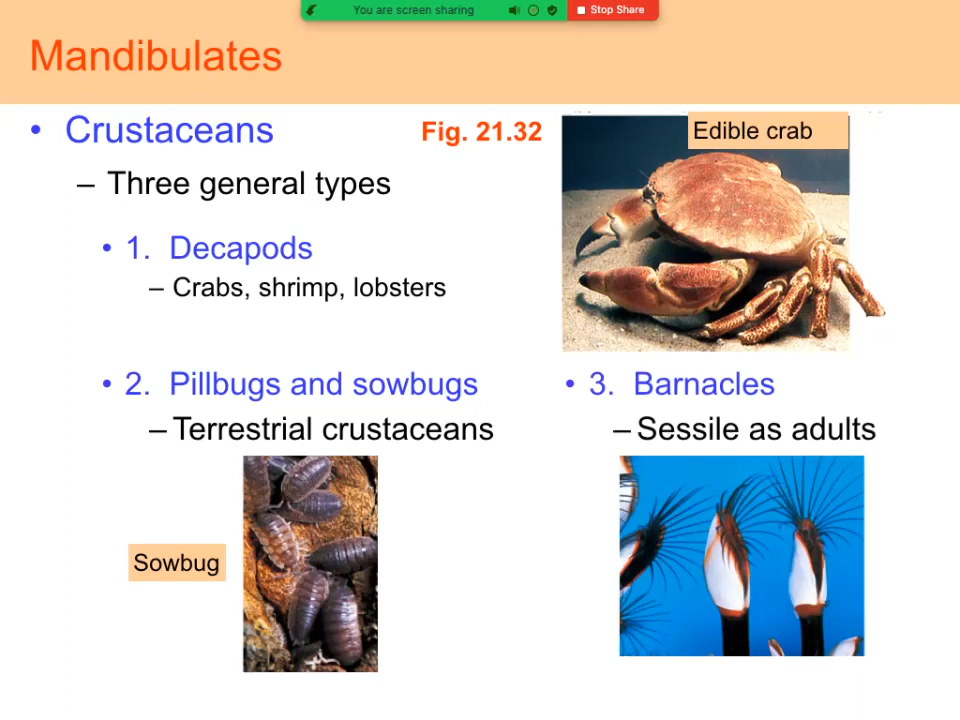 You are screen sharing
Stop Share
Mandibulates
• Crustaceans
Fig. 21.32
Edible crab
– Three general types
• 1. Decapods
– Crabs, shrimp, lobsters
• 2. Pillbugs and sowbugs
– Terrestrial crustaceans
• 3. Barnacles
– Sessile as adults
Sowbug